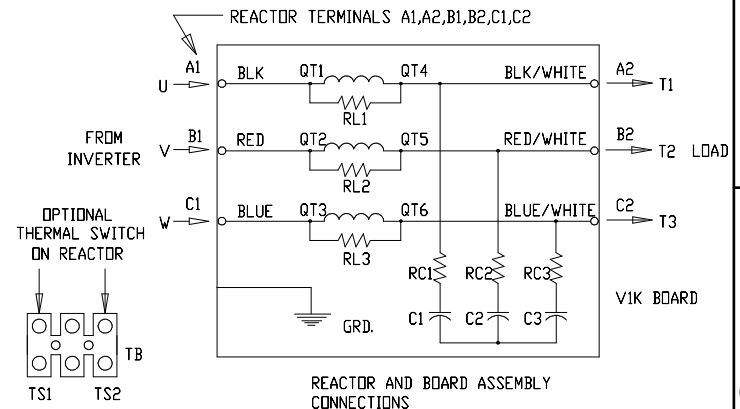 REACTOR TERMINALS A1,A2,B1,B2,C1,C2
A1 BLK QT1 QT4 BLK/WHITE A2
U T1
RL1
FROM
INVERTER
B1 RED QT2 QT5 RED/WHITE B2
V T2 LOAD
RL2
C1 BLUE QT3 QT6 BLUE/WHITE C2
W T3
RL3
OPTIONAL
THERMAL SWITCH
ON REACTOR
RC1 RC2 RC3
V1K BOARD
C1 C2 C3
GRD.
TB
TS1 TS2
REACTOR AND BOARD ASSEMBLY
CONNECTIONS